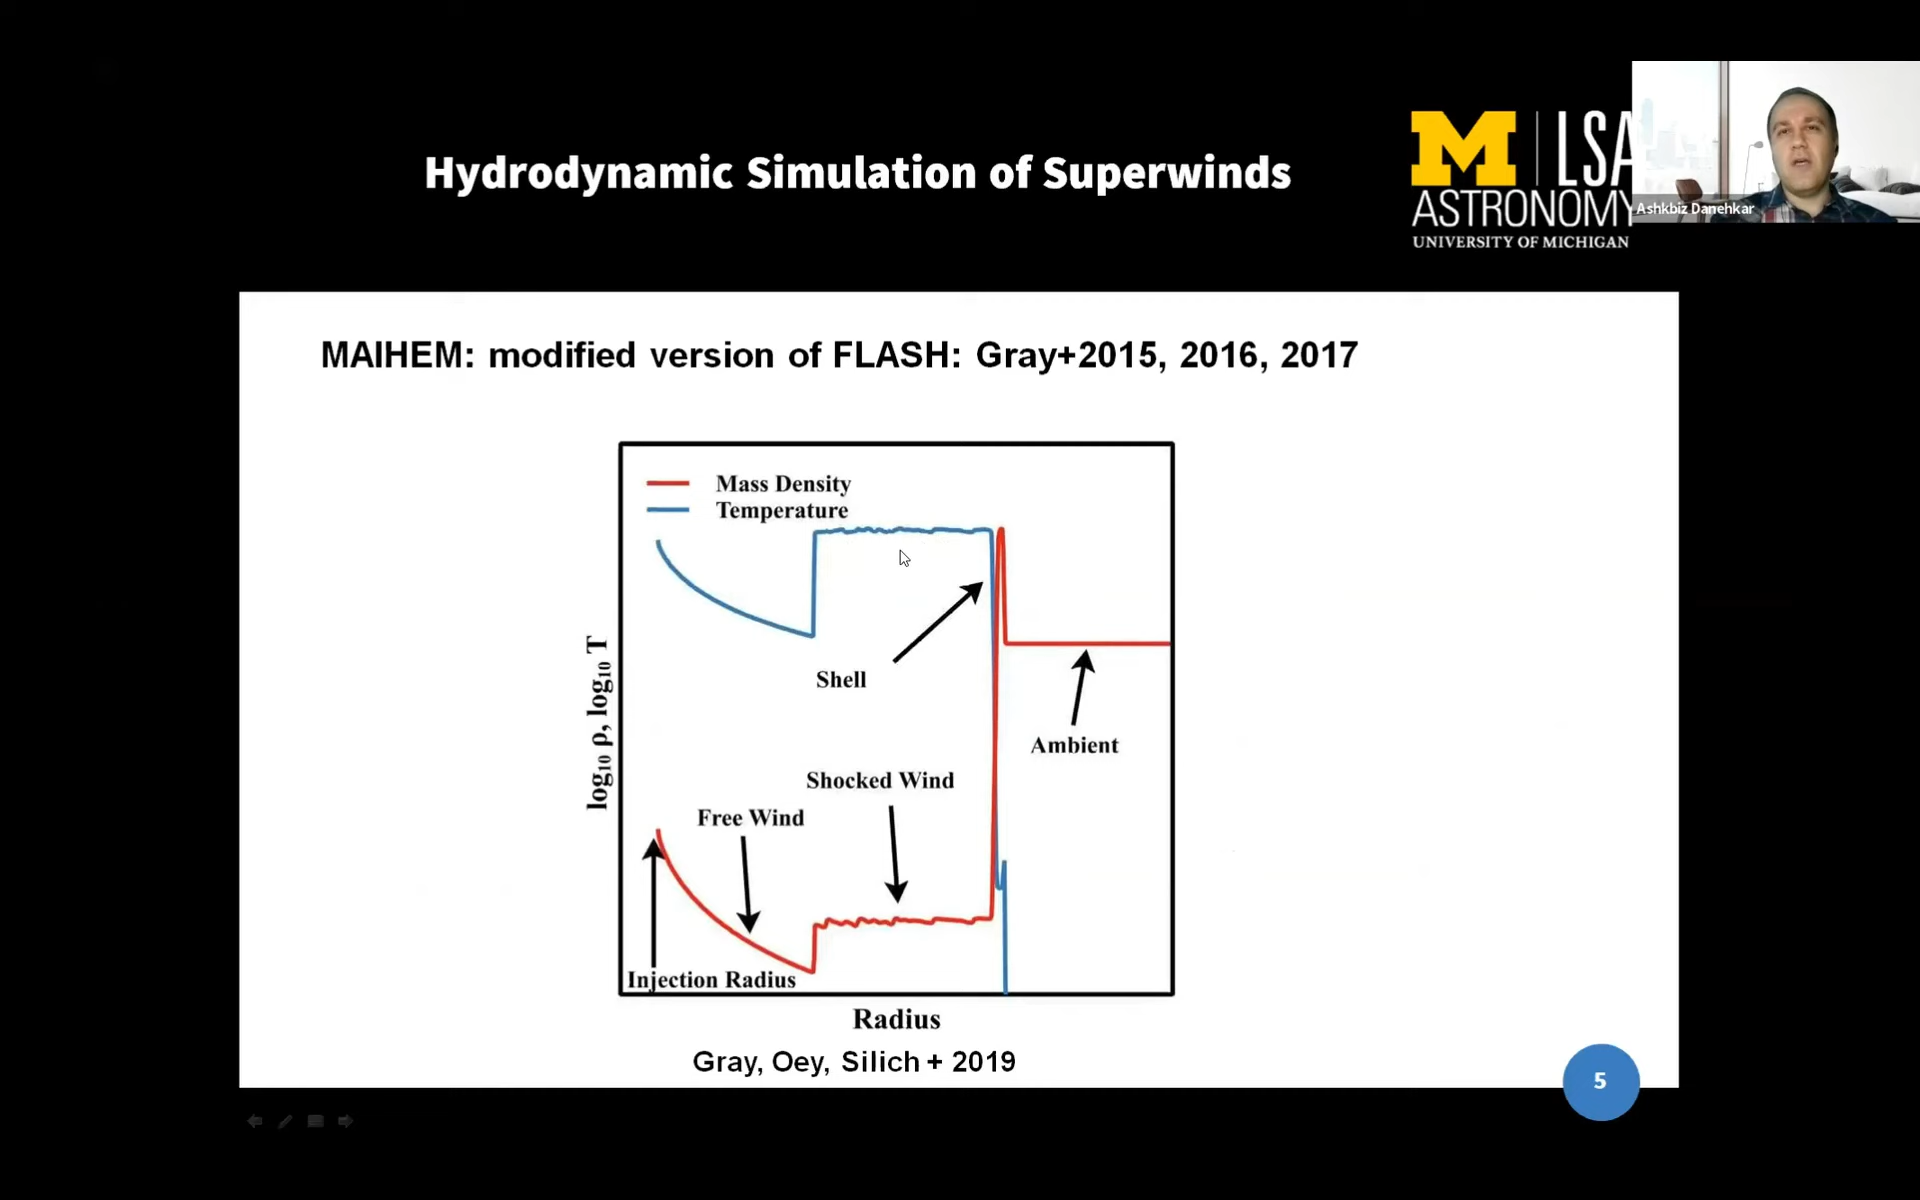 Hydrodynamic Simulation of Superwinds
M LSA
ASTRONOMY
UNIVERSITY OF MICHIGAN
Ashkbiz Danehkar
MAIHEM: modified version of FLASH: Gray+2015, 2016, 2017
Mass Density
Temperature
Shell
Ambient
Shocked Wind
Free Wind
Injection Radius
log10 ρ, log10 T
Radius
Gray, Oey, Silich + 2019
5